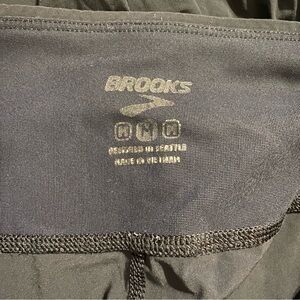 BROOKS
M M M
DESIGNED IN SEATTLE
MADE IN VIETNAM